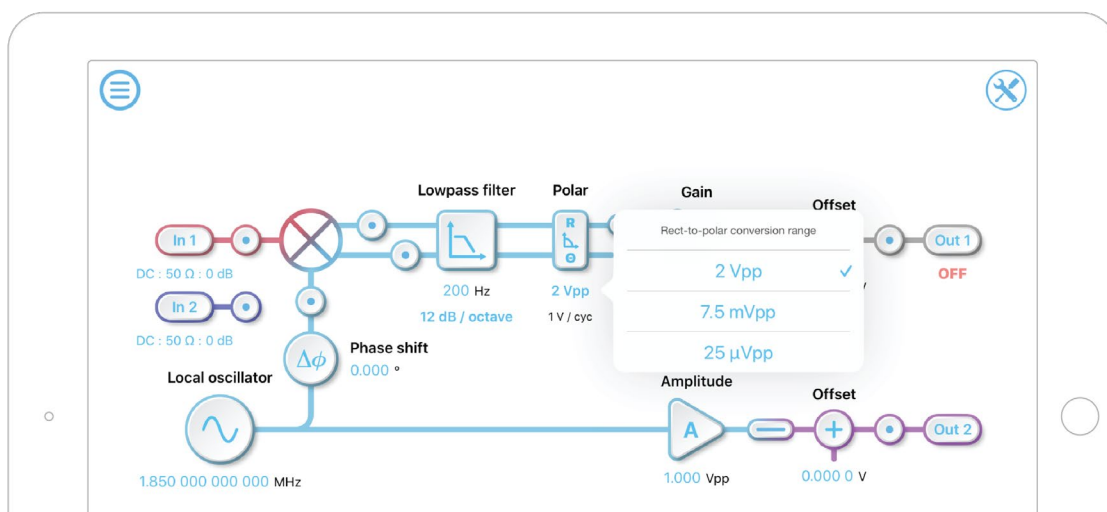 Lowpass filter
Polar
Gain
Offset
In 1
DC : 50 Ω : 0 dB
R
Θ
Rect-to-polar conversion range
2 Vpp
7.5 mVpp
25 µVpp
Out 1
OFF
200 Hz
12 dB / octave
2 Vpp
1 V / cyc
In 2
DC : 50 Ω : 0 dB
Δϕ
Phase shift
0.000 °
Local oscillator
1.850 000 000 000 MHz
Amplitude
A
1.000 Vpp
Offset
0.000 0 V
Out 2